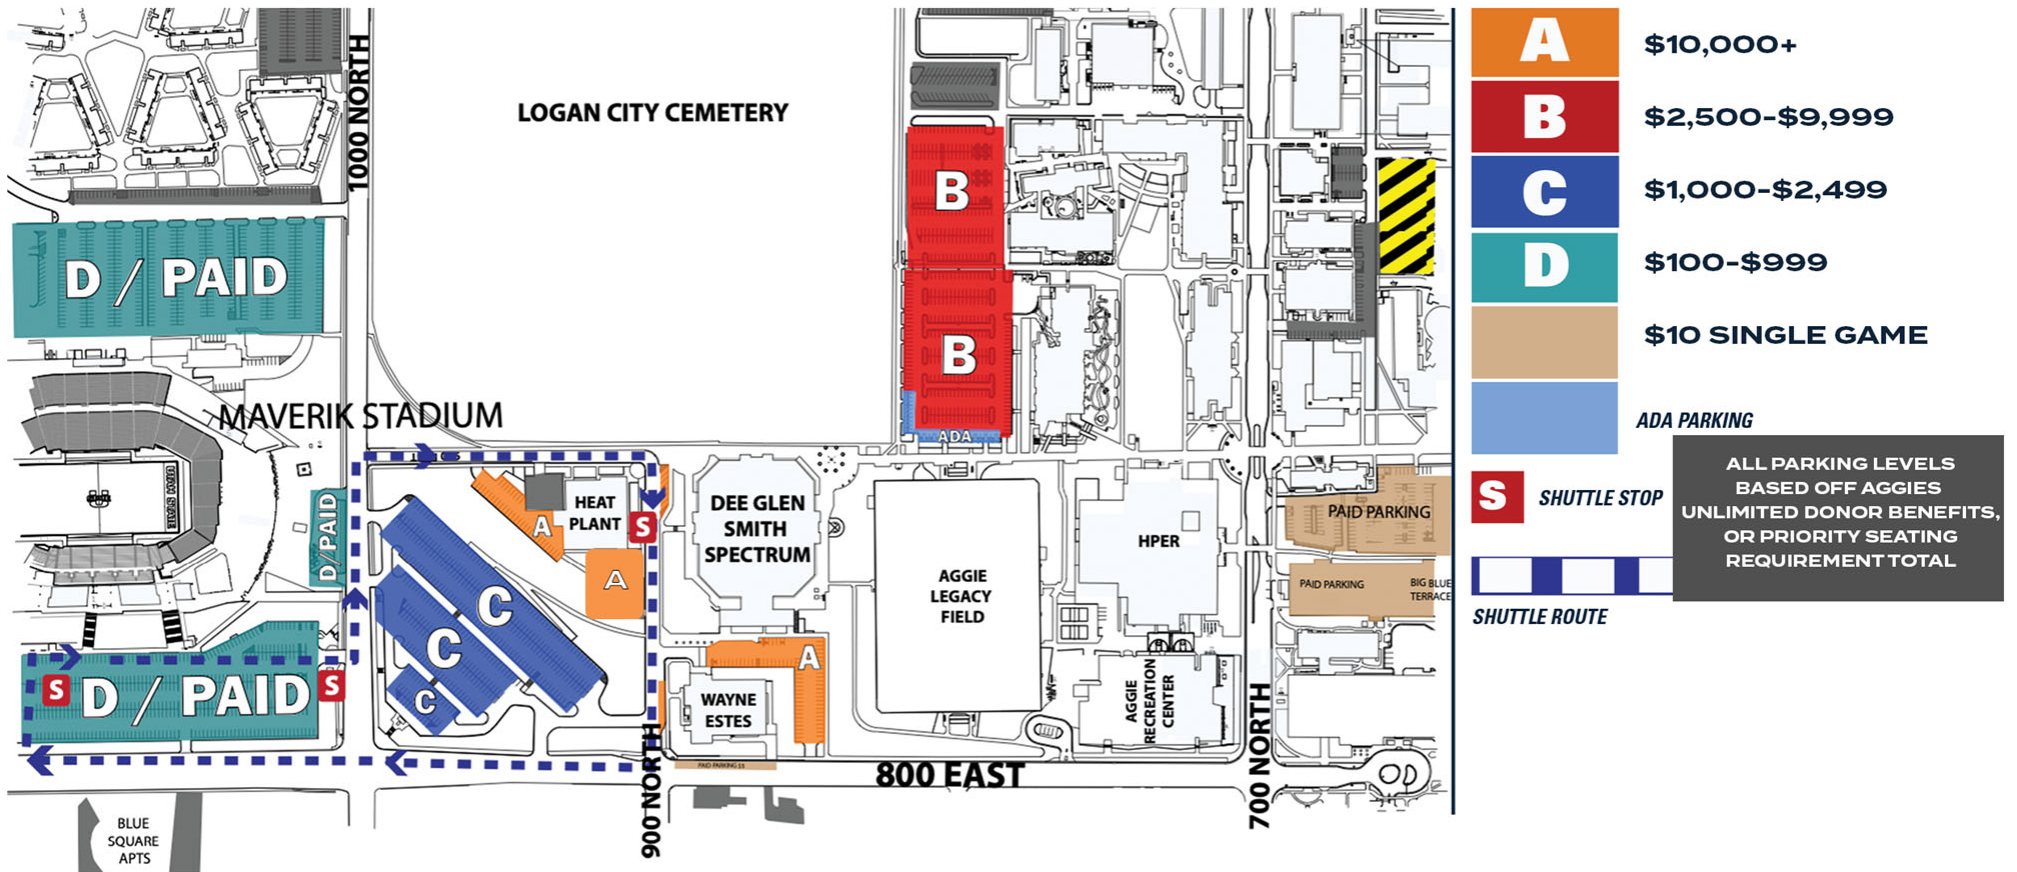 1000 NORTH
LOGAN CITY CEMETERY
B
D / PAID
B
MAVERIK STADIUM
ADA
D/PAID
A
HEAT
PLANT
S
A
DEE GLEN
SMITH
SPECTRUM
AGGIE
LEGACY
FIELD
HPER
PAID PARKING
PAID PARKING
BIG BLUE
TERRACE
C
C
C
A
WAYNE
ESTES
AGGIE
RECREATION
CENTER
S
D / PAID
S
900 NORTH
800 EAST
700 NORTH
BLUE
SQUARE
APTS
A
$10,000+
B
$2,500-$9,999
C
$1,000-$2,499
D
$100-$999
$10 SINGLE GAME
ADA PARKING
S
SHUTTLE STOP
SHUTTLE ROUTE
ALL PARKING LEVELS
BASED OFF AGGIES
UNLIMITED DONOR BENEFITS,
OR PRIORITY SEATING
REQUIREMENT TOTAL